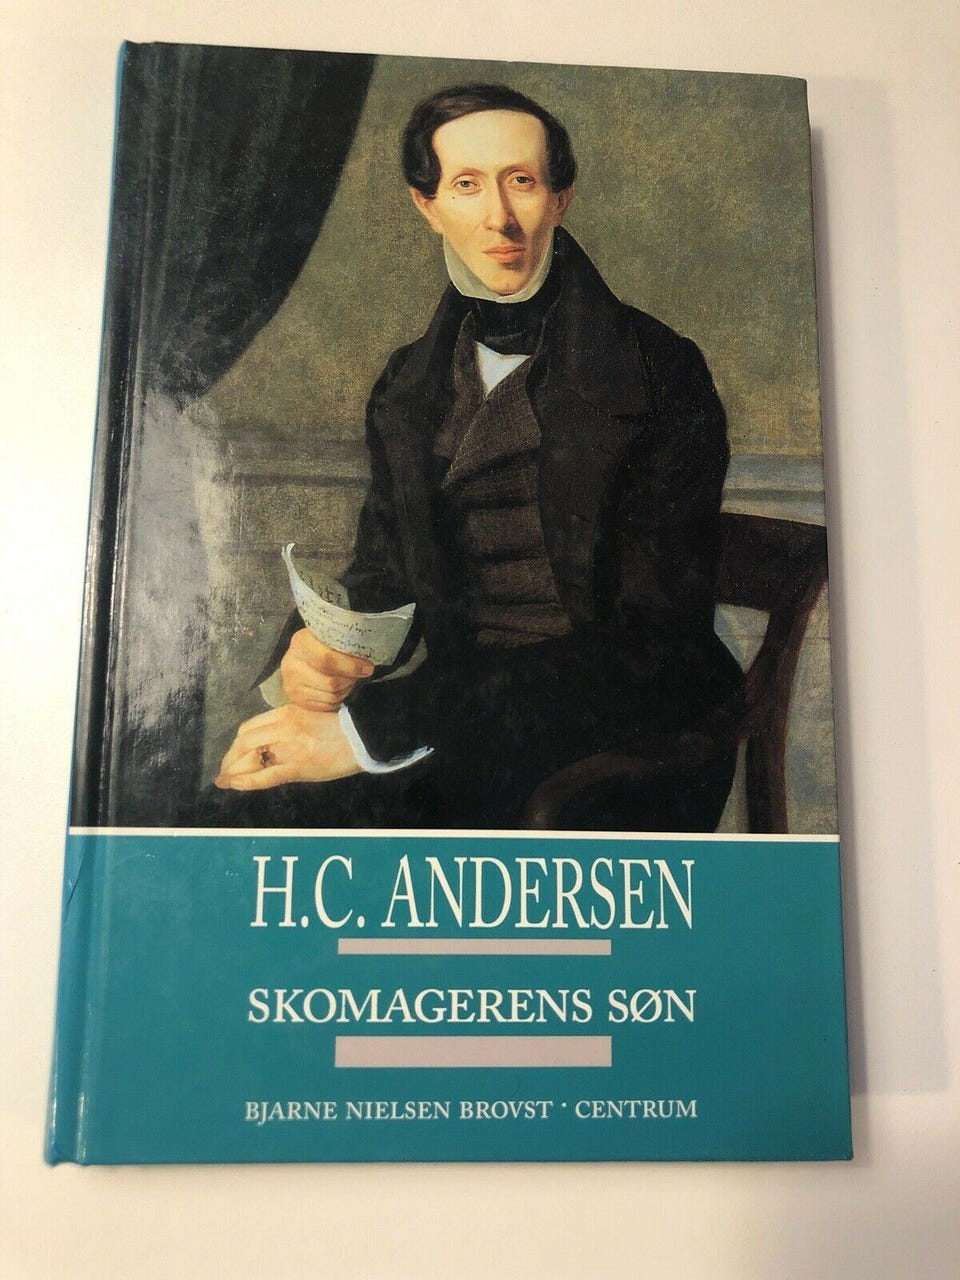 H.C. ANDERSEN
SKOMAGERENS SØN
BJARNE NIELSEN BROVST · CENTRUM